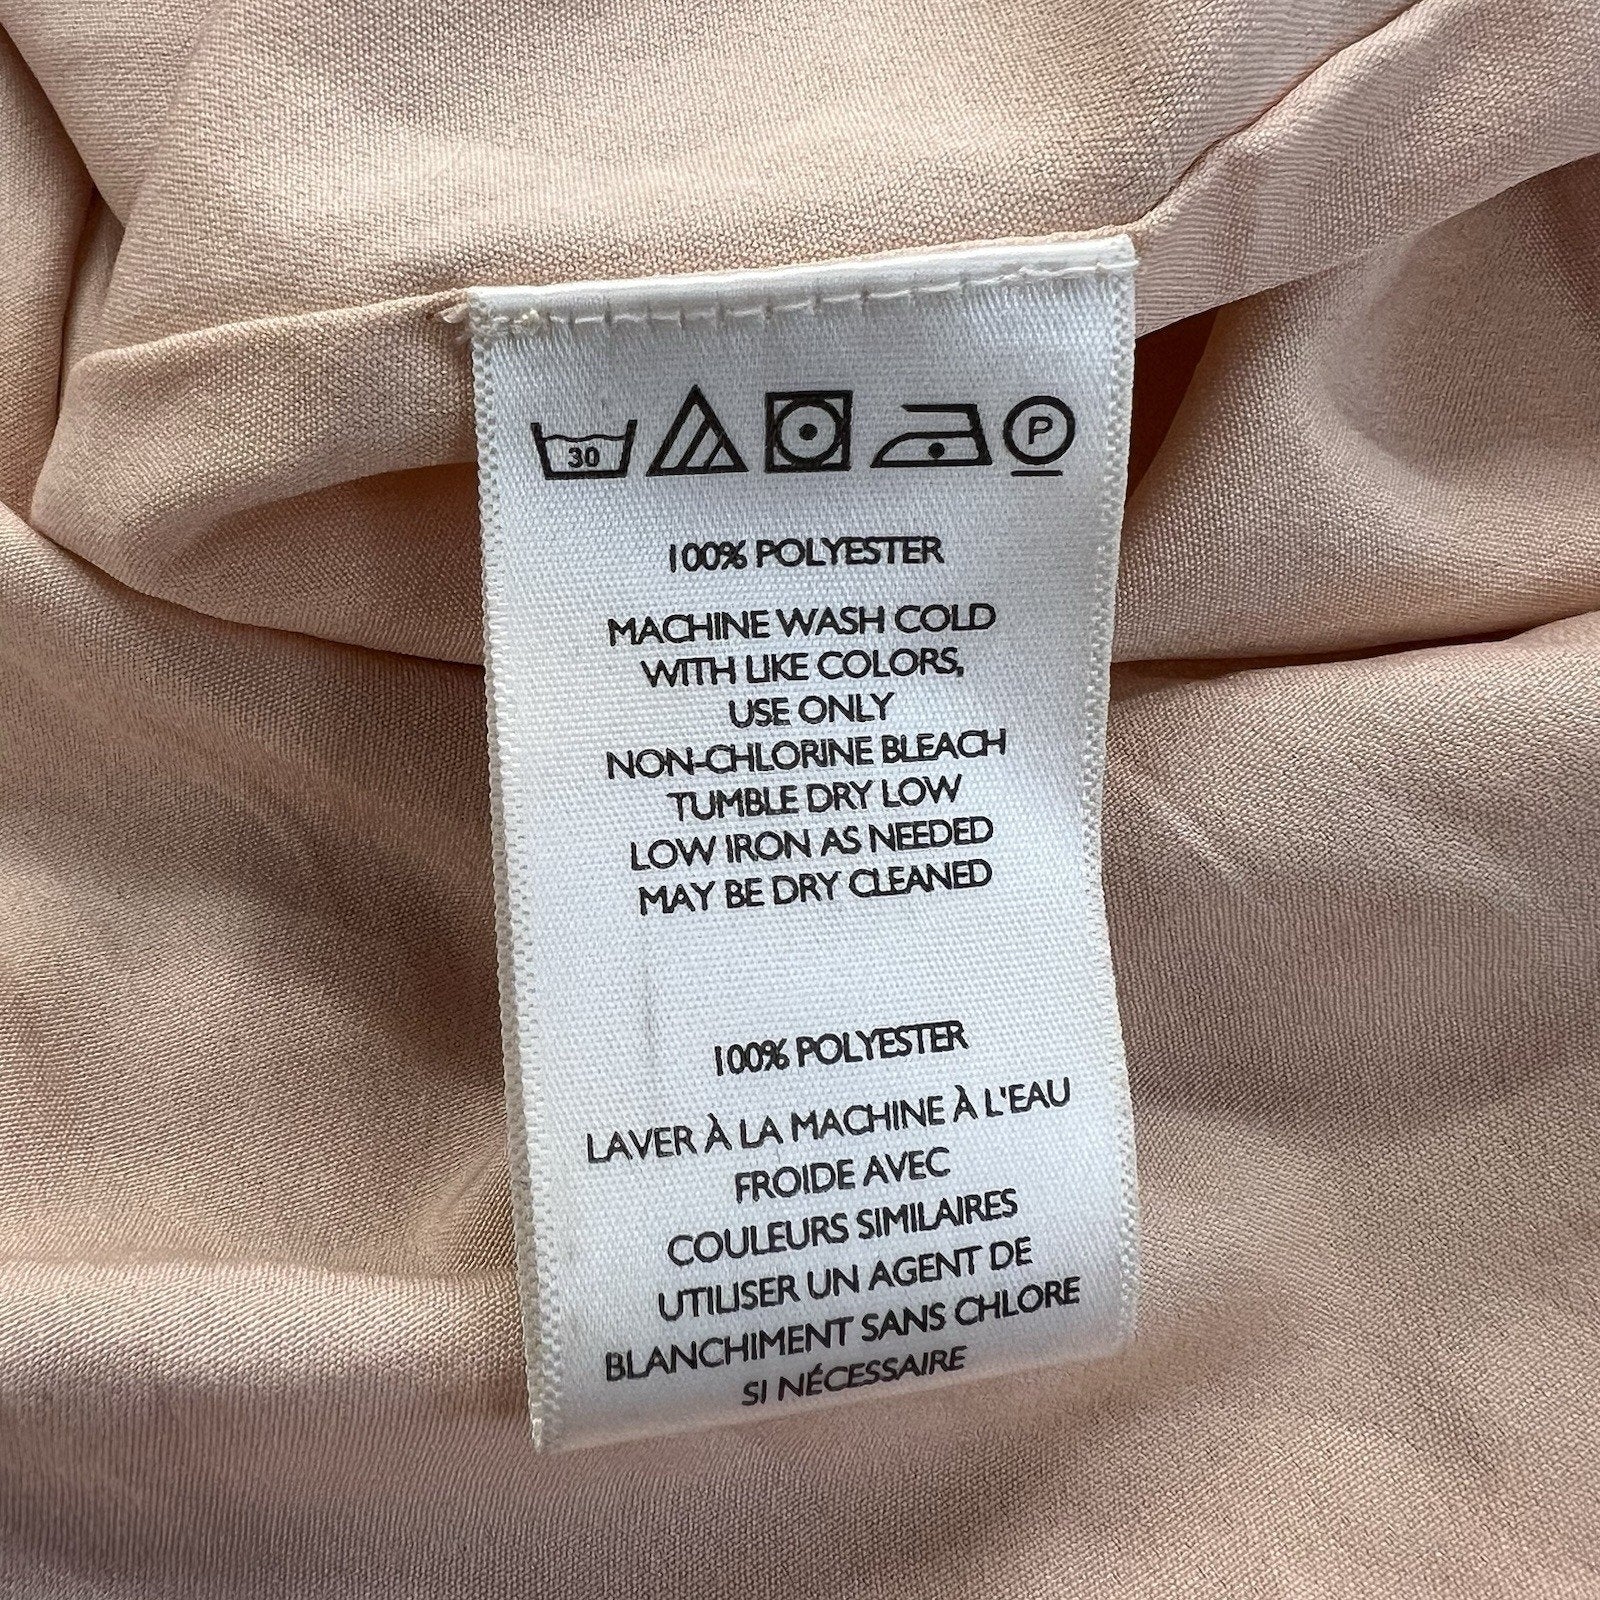 30 P
100% POLYESTER
MACHINE WASH COLD
WITH LIKE COLORS,
USE ONLY
NON-CHLORINE BLEACH
TUMBLE DRY LOW
LOW IRON AS NEEDED
MAY BE DRY CLEANED
100% POLYESTER
LAVER À LA MACHINE À L'EAU
FROIDE AVEC
COULEURS SIMILAIRES
UTILISER UN AGENT DE
BLANCHIMENT SANS CHLORE
SI NÉCESSAIRE